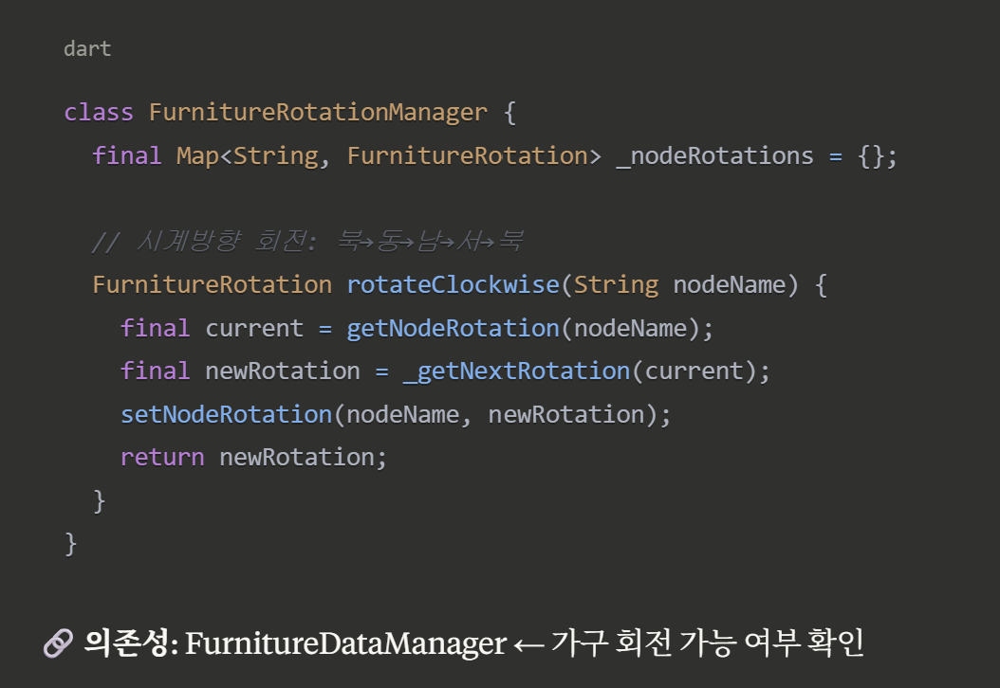 dart
class FurnitureRotationManager {
final Map<String, FurnitureRotation> _nodeRotations = {};
// 시계방향 회전: 북→동→남→서→북
FurnitureRotation rotateClockwise(String nodeName) {
final current = getNodeRotation(nodeName);
final newRotation = _getNextRotation(current);
setNodeRotation(nodeName, newRotation);
return newRotation;
}
}
🔗 의존성: FurnitureDataManager ← 가구 회전 가능 여부 확인